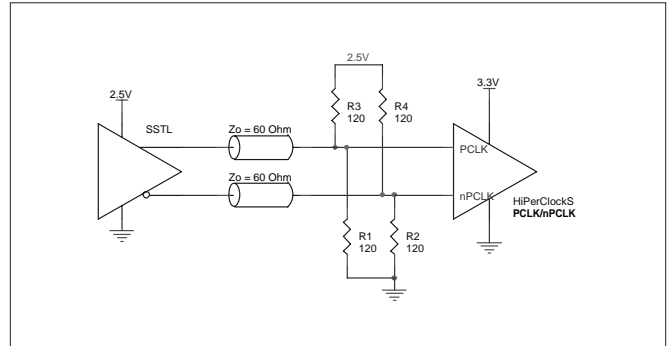 2.5V
3.3V
2.5V
SSTL
R3
120
R4
120
Zo = 60 Ohm
PCLK
Zo = 60 Ohm
nPCLK
HiPerClockS
PCLK/nPCLK
R1
120
R2
120